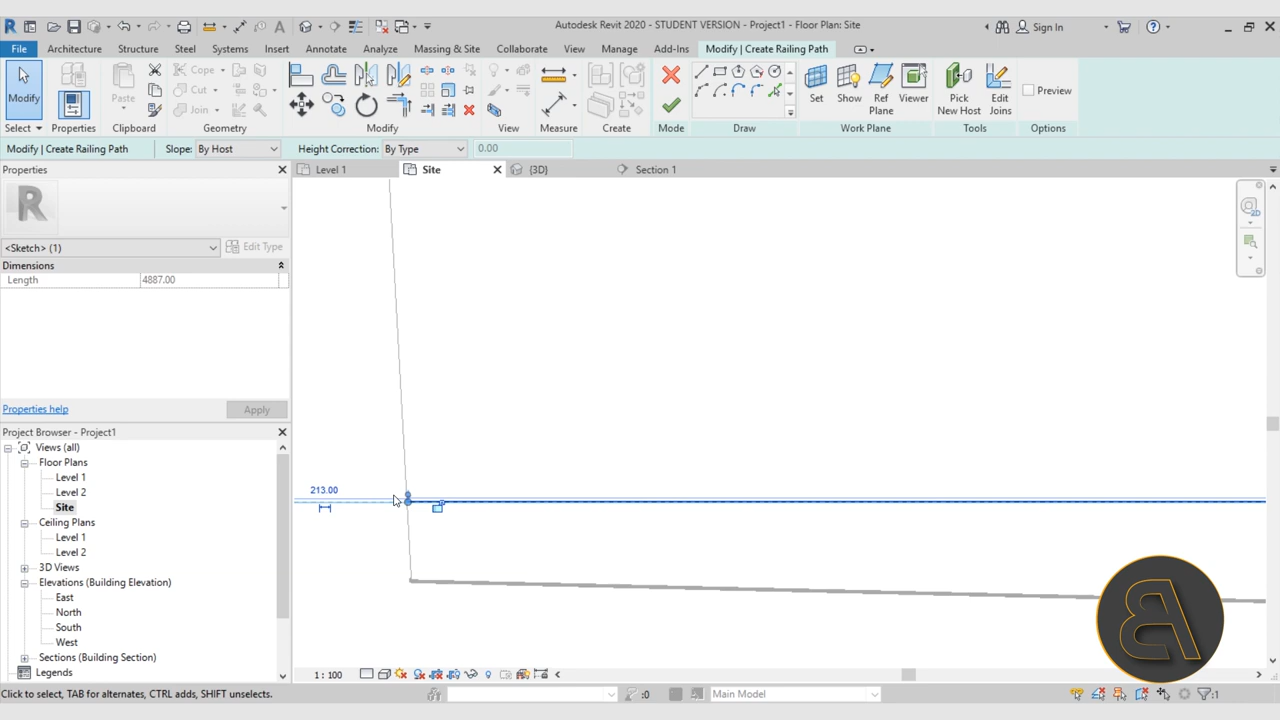 Autodesk Revit 2020 - STUDENT VERSION - Project1 - Floor Plan: Site
Sign In
File Architecture Structure Steel Systems Insert Annotate Analyze Massing & Site Collaborate View Manage Add-Ins Modify | Create Railing Path
Modify
Paste
Cope
Cut
Join
Set Show Ref Plane Viewer
Pick New Host
Edit Joins
Preview
Select Properties Clipboard Geometry Modify View Measure Create Mode Draw Work Plane Tools Options
Modify | Create Railing Path Slope: By Host Height Correction: By Type 0.00
Properties
Level 1 Site {3D} Section 1
<Sketch> (1) Edit Type
Dimensions
Length 4887.00
Properties help Apply
213.00
Project Browser - Project1
Views (all)
Floor Plans
Level 1
Level 2
Site
Ceiling Plans
Level 1
Level 2
3D Views
Elevations (Building Elevation)
East
North
South
West
Sections (Building Section)
Legends
1 : 100
Click to select, TAB for alternates, CTRL adds, SHIFT unselects.
:0
Main Model
:1
2D